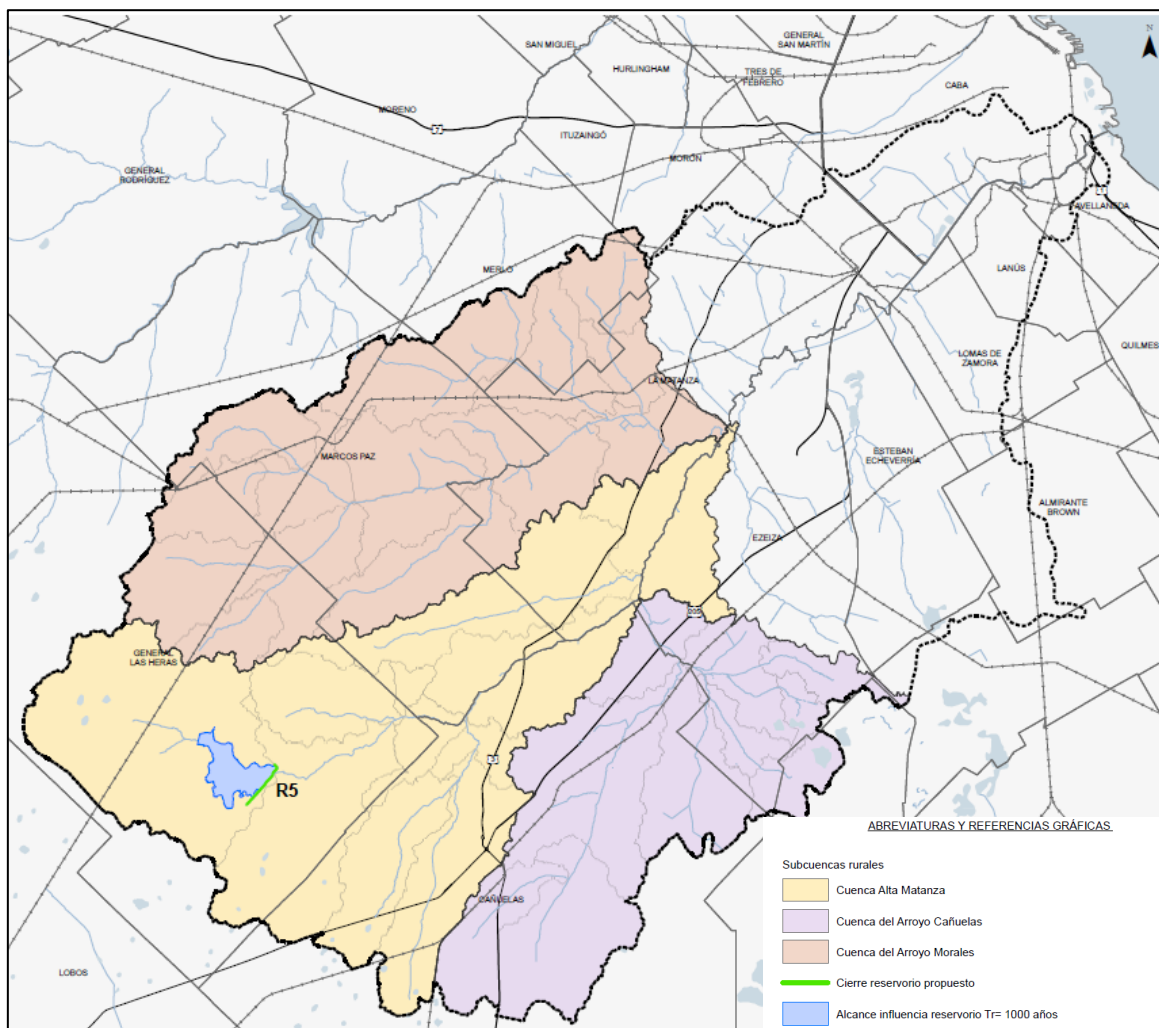 N
SAN MIGUEL
GENERAL
SAN MARTÍN
HURLINGHAM
TRES DE
FEBRERO
CABA
MORENO
7
ITUZAINGÓ
MORÓN
GENERAL
RODRÍGUEZ
1
AVELLANEDA
MERLO
LANÚS
QUILMES
LOMAS DE
ZAMORA
LA MATANZA
MARCOS PAZ
ESTEBAN
ECHEVERRÍA
ALMIRANTE
BROWN
EZEIZA
205
GENERAL
LAS HERAS
3
R5
CAÑUELAS
LOBOS
ABREVIATURAS Y REFERENCIAS GRÁFICAS
Subcuencas rurales
Cuenca Alta Matanza
Cuenca del Arroyo Cañuelas
Cuenca del Arroyo Morales
Cierre reservorio propuesto
Alcance influencia reservorio Tr= 1000 años